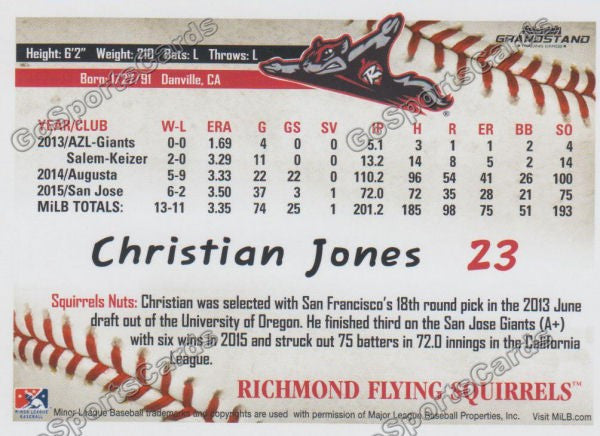 GRANDSTAND
TRADING CARDS
Height: 6'2" Weight: 210 Bats: L Throws: L
Born: 1/27/91 Danville, CA
R
®
YEAR/CLUB W-L ERA G GS SV IP H R ER BB SO
2013/AZL-Giants 0-0 1.69 4 0 0 5.1 3 1 1 2 4
Salem-Keizer 2-0 3.29 11 0 0 13.2 14 8 5 2 14
2014/Augusta 5-9 3.33 22 22 0 110.2 96 54 41 26 100
2015/San Jose 6-2 3.50 37 3 1 72.0 72 35 28 21 75
MiLB TOTALS: 13-11 3.35 74 25 1 201.2 185 98 75 51 193
Christian Jones 23
Squirrels Nuts: Christian was selected with San Francisco's 18th round pick in the 2013 June
draft out of the University of Oregon. He finished third on the San Jose Giants (A+)
with six wins in 2015 and struck out 75 batters in 72.0 innings in the California
League.
RICHMOND FLYING SQUIRRELS™
MINOR LEAGUE
BASEBALL
Minor League Baseball trademarks and copyrights are used with permission of Major League Baseball Properties, Inc. Visit MiLB.com
GoSportsCards